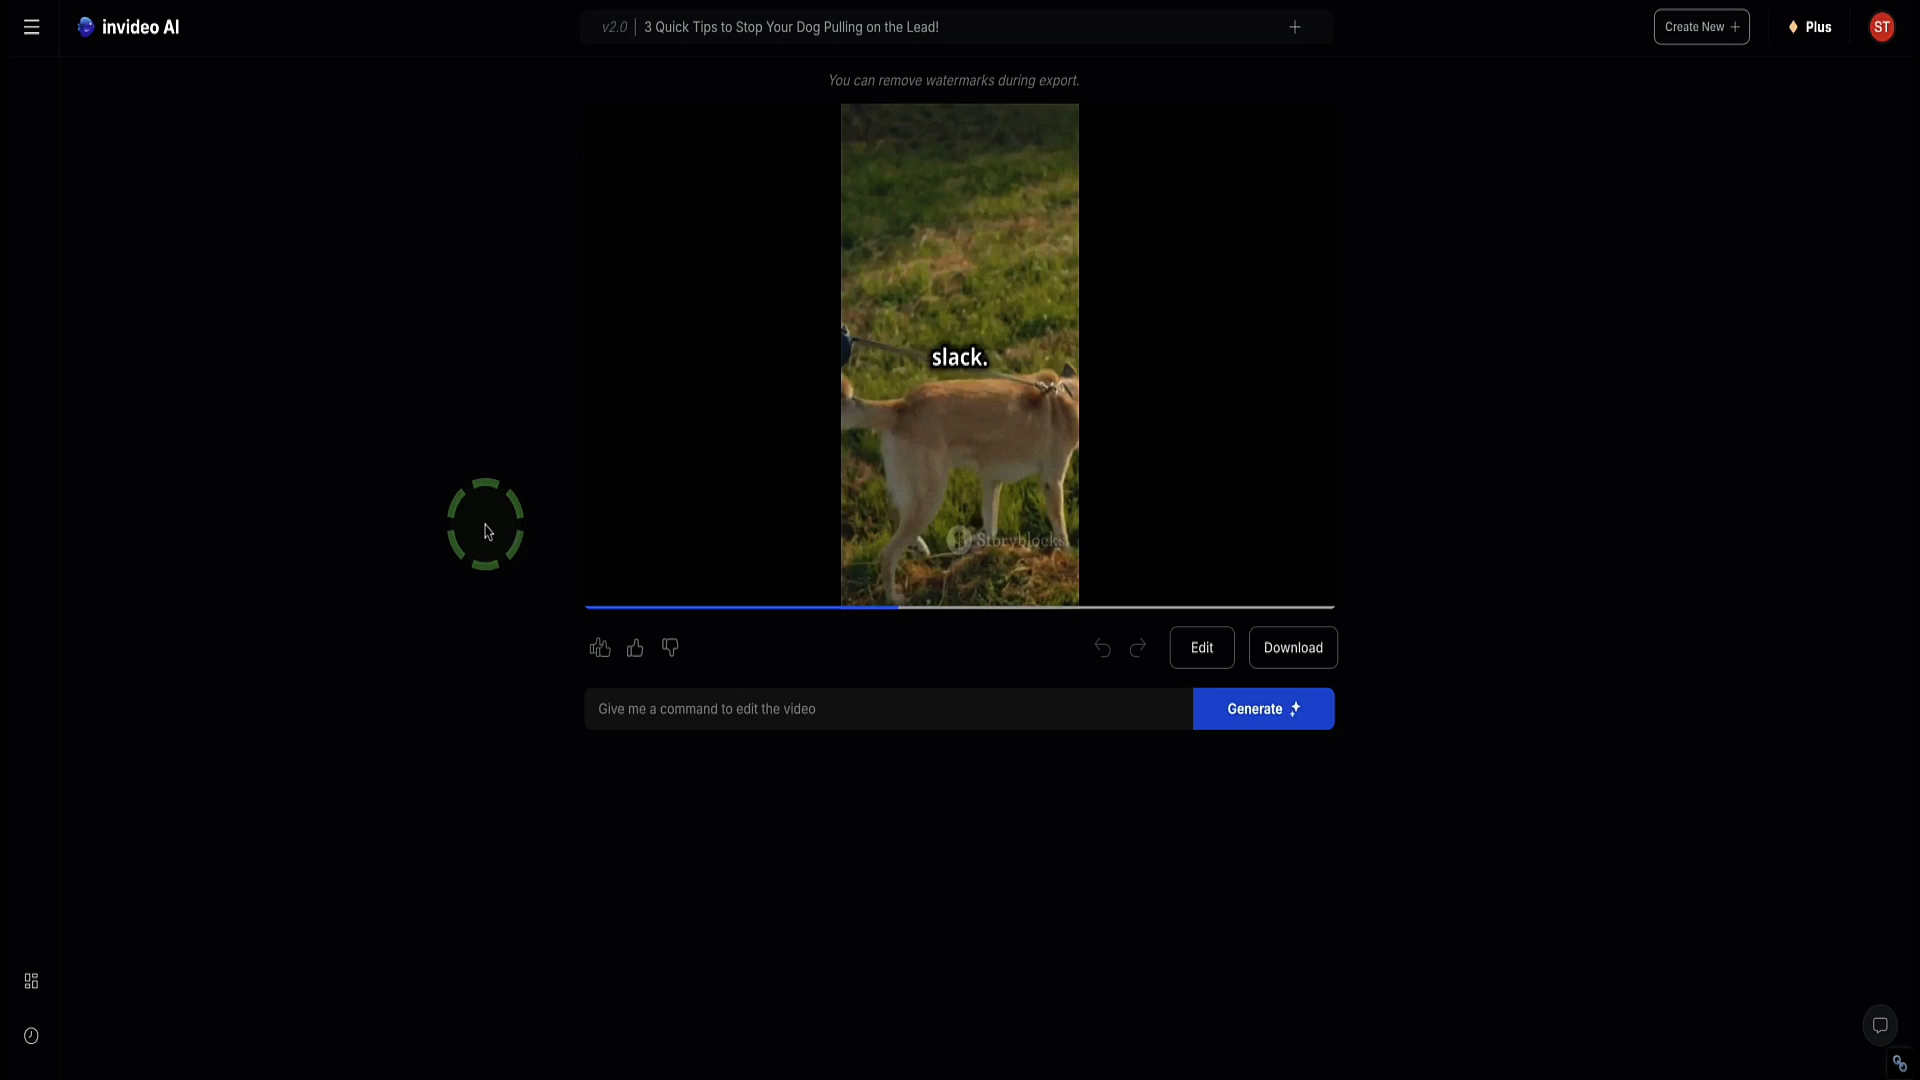 invideo AI
v2.0 | 3 Quick Tips to Stop Your Dog Pulling on the Lead!
Create New
Plus
ST
You can remove watermarks during export.
slack.
Storyblocks
Edit
Download
Give me a command to edit the video
Generate